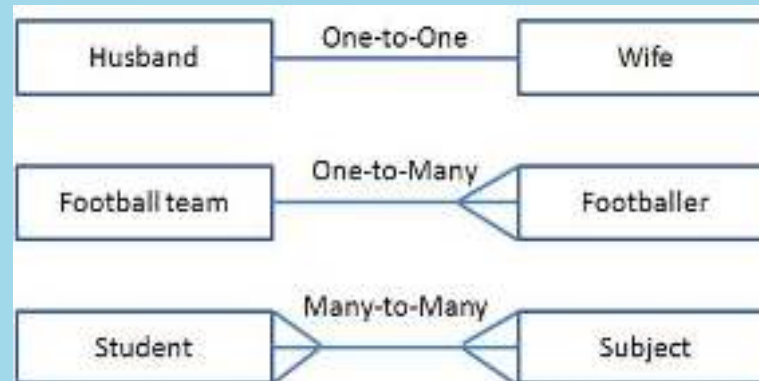 Husband One-to-One Wife
Football team One-to-Many Footballer
Student Many-to-Many Subject